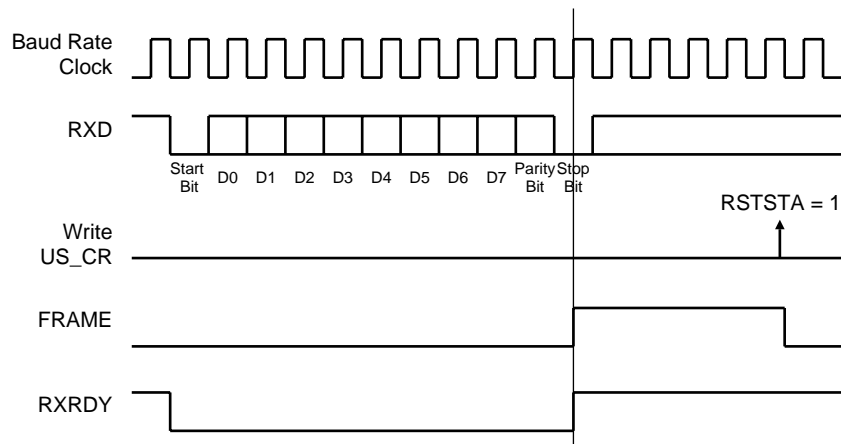 Baud Rate
Clock
RXD
Start
Bit
D0
D1
D2
D3
D4
D5
D6
D7
Parity
Bit
Stop
Bit
RSTSTA = 1
Write
US_CR
FRAME
RXRDY